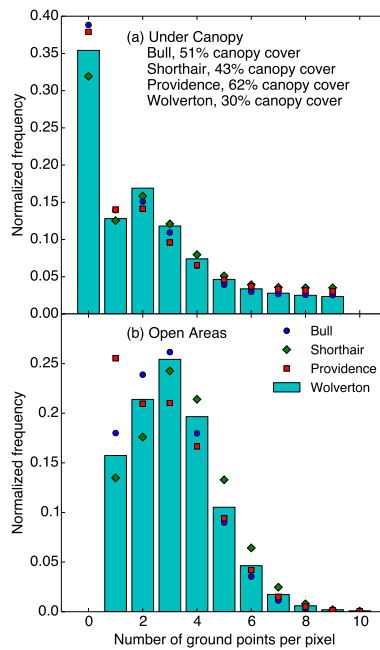 0.40
0.35
0.30
0.25
0.20
0.15
0.10
0.05
0.00
Normalized frequency
(a) Under Canopy
Bull, 51% canopy cover
Shorthair, 43% canopy cover
Providence, 62% canopy cover
Wolverton, 30% canopy cover
(b) Open Areas
Bull
Shorthair
Providence
Wolverton
0.25
0.2
0.15
0.1
0.05
0.0
Normalized frequency
0 2 4 6 8 10
Number of ground points per pixel